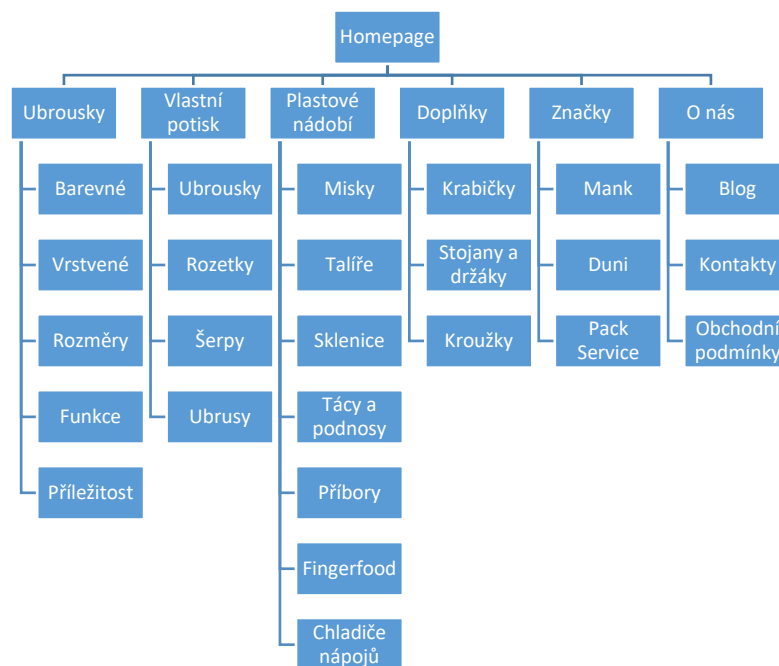 Homepage
Ubrousky
Vlastní
potisk
Plastové
nádobí
Doplňky
Značky
O nás
Barevné
Vrstvené
Rozměry
Funkce
Příležitost
Ubrousky
Rozetky
Šerpy
Ubrusy
Misky
Talíře
Sklenice
Tácy a
podnosy
Příbory
Fingerfood
Chladiče
nápojů
Krabičky
Stojany a
držáky
Kroužky
Mank
Duni
Pack
Service
Blog
Kontakty
Obchodní
podmínky